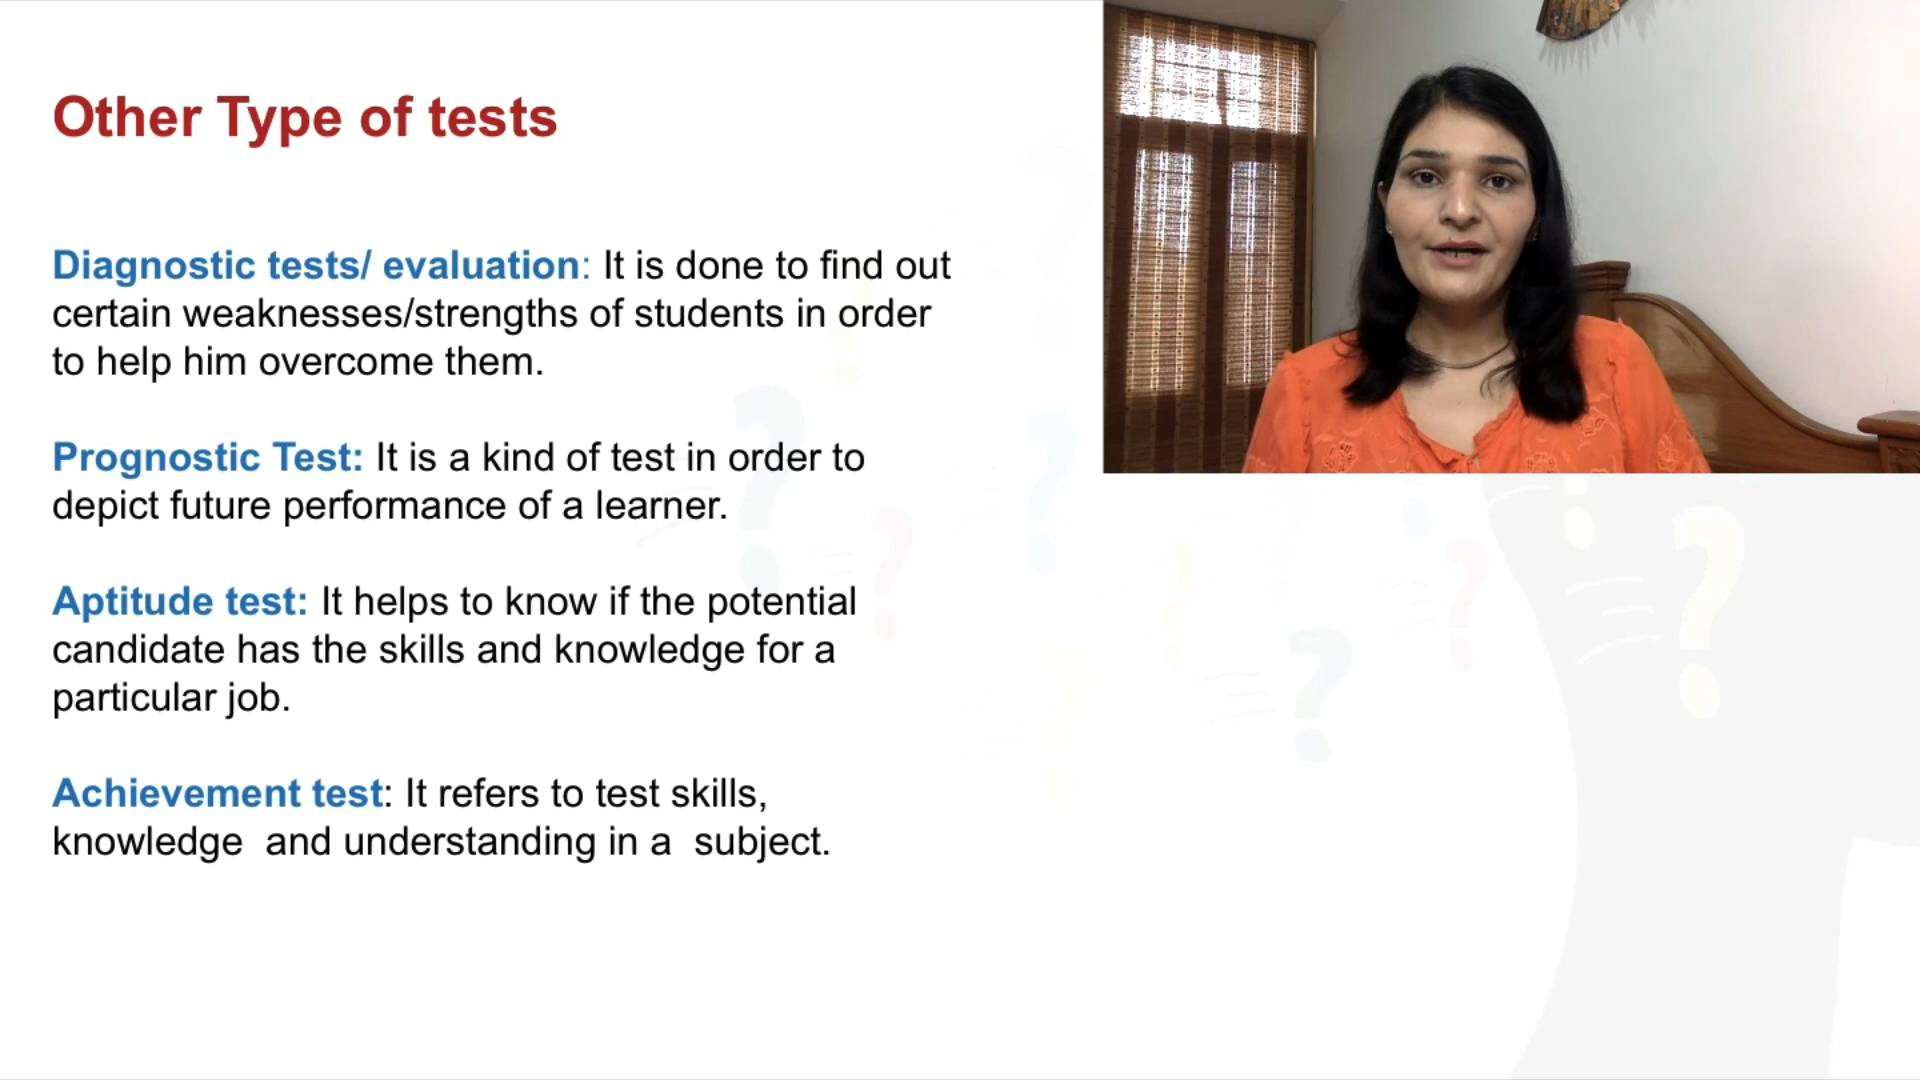 Other Type of tests
Diagnostic tests/ evaluation: It is done to find out
certain weaknesses/strengths of students in order
to help him overcome them.
Prognostic Test: It is a kind of test in order to
depict future performance of a learner.
Aptitude test: It helps to know if the potential
candidate has the skills and knowledge for a
particular job.
Achievement test: It refers to test skills,
knowledge  and understanding in a  subject.